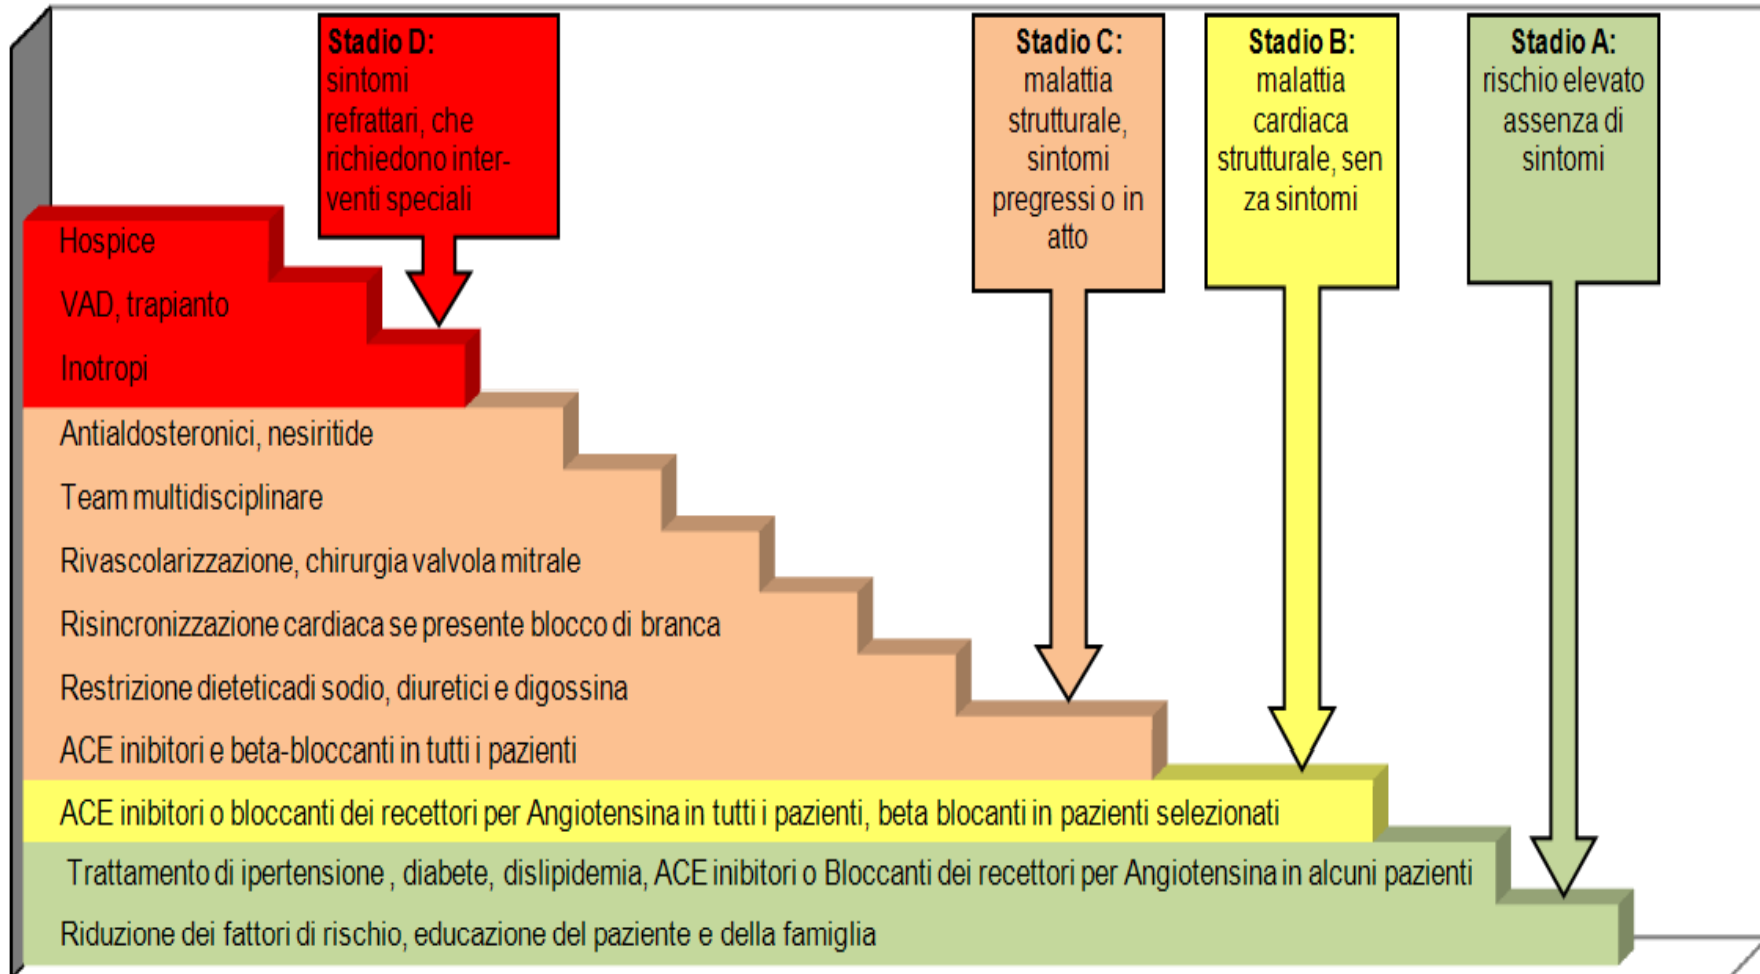 Stadio D:
sintomi
refrattari, che
richiedono inter-
venti speciali
Stadio C:
malattia
strutturale,
sintomi
pregressi o in
atto
Stadio B:
malattia
cardiaca
strutturale, sen
za sintomi
Stadio A:
rischio elevato
assenza di
sintomi
Hospice
VAD, trapianto
Inotropi
Antialdosteronici, nesiritide
Team multidisciplinare
Rivascolarizzazione, chirurgia valvola mitrale
Risincronizzazione cardiaca se presente blocco di branca
Restrizione dieteticadi sodio, diuretici e digossina
ACE inibitori e beta-bloccanti in tutti i pazienti
ACE inibitori o bloccanti dei recettori per Angiotensina in tutti i pazienti, beta blocanti in pazienti selezionati
Trattamento di ipertensione , diabete, dislipidemia, ACE inibitori o Bloccanti dei recettori per Angiotensina in alcuni pazienti
Riduzione dei fattori di rischio, educazione del paziente e della famiglia